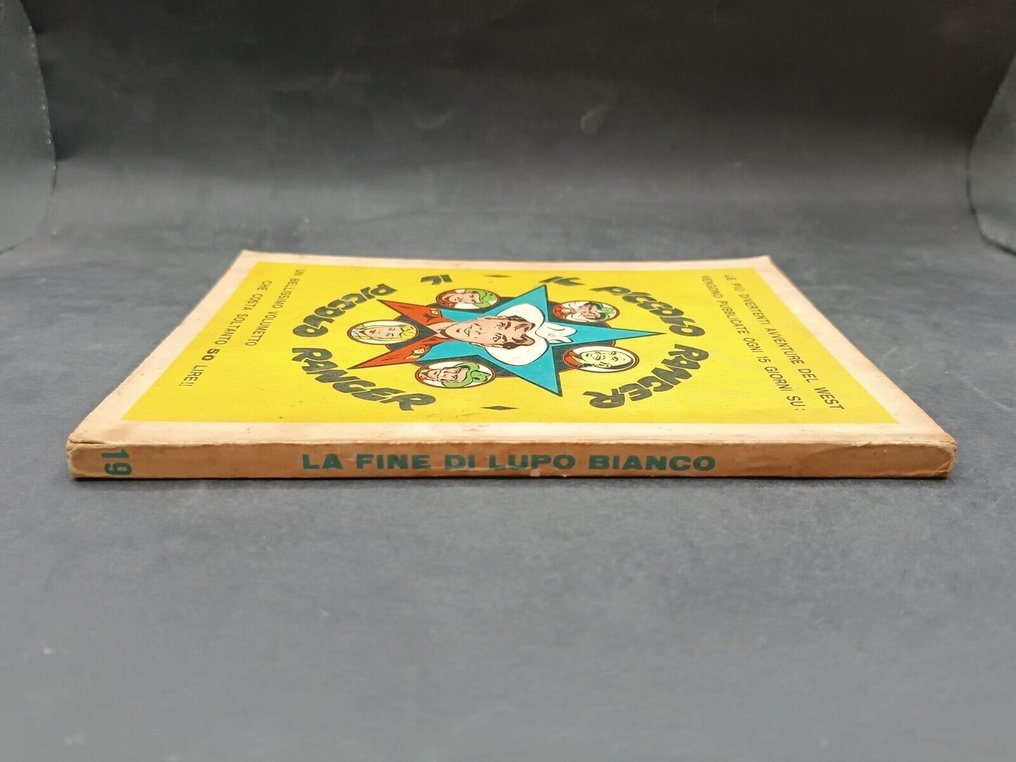 LE PIÙ DIVERTENTI AVVENTURE DEL WEST
VENGONO PUBBLICATE OGNI 15 GIORNI SU:
IL PICCOLO RANGER
IL PICCOLO RANGER
UN BELLISSIMO VOLUMETTO
CHE COSTA SOLTANTO 50 LIRE!!
19
LA FINE DI LUPO BIANCO